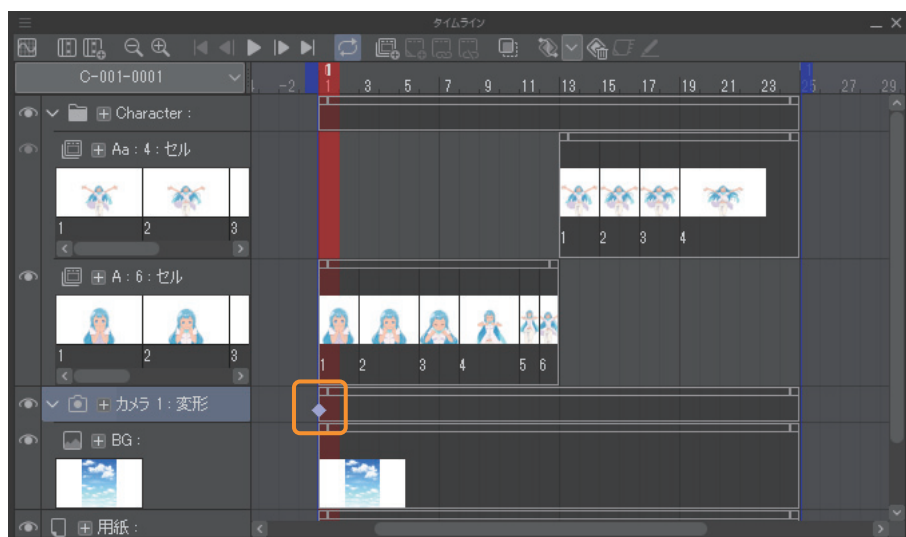 タイムライン
C-001-0001
-2 1 1 3 5 7 9 11 13 15 17 19 21 23 1 25 27 29
Character :
Aa : 4 : セル
1 2 3
1 2 3 4
A : 6 : セル
1 2 3
1 2 3 4 5 6
カメラ 1 : 変形
BG :
用紙 :